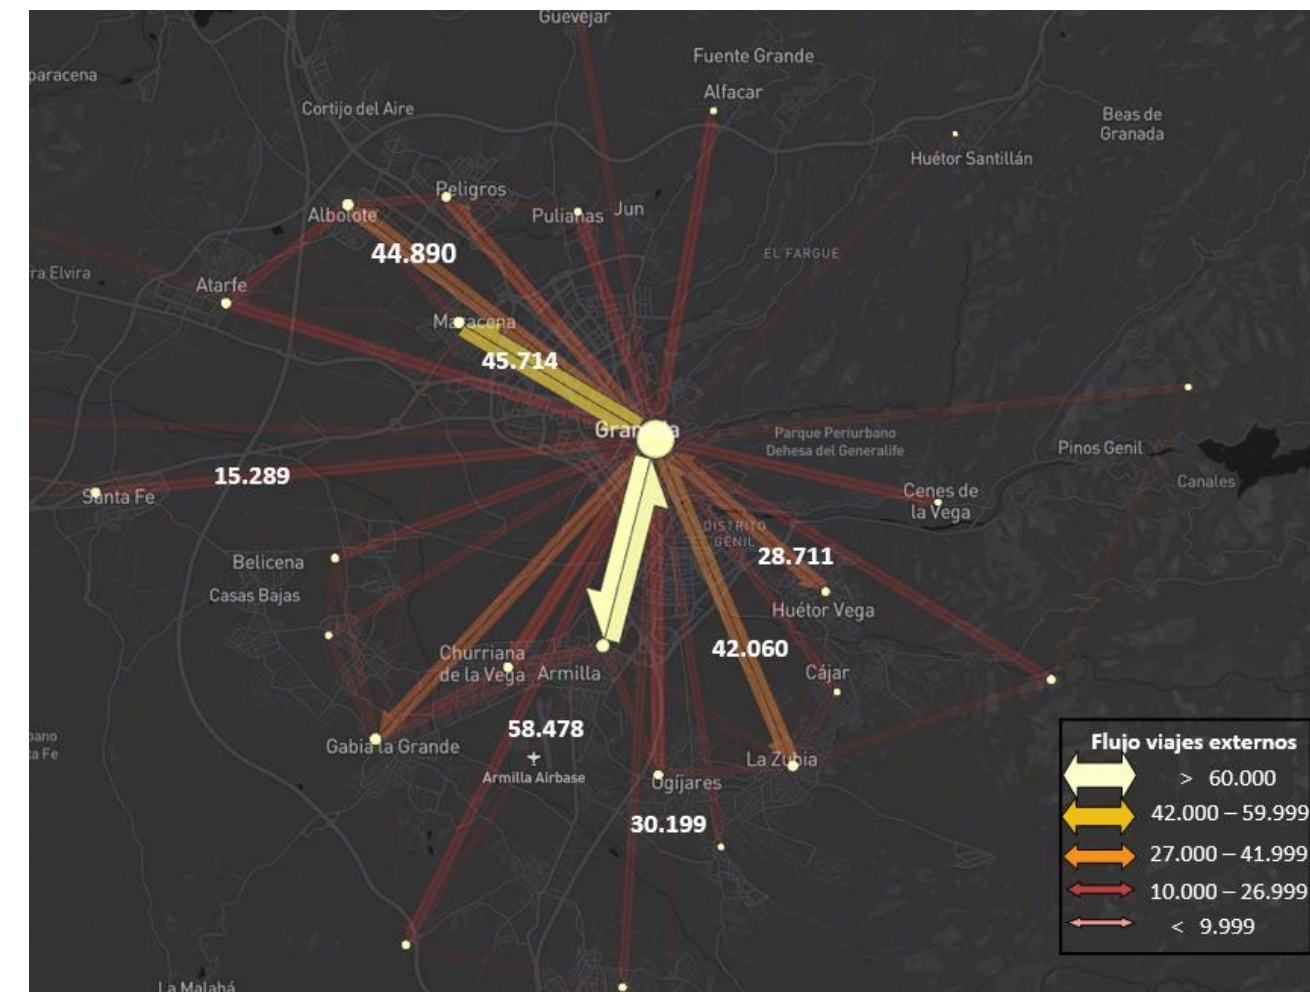 Güevéjar
Fuente Grande
paracena
Alfacar
Cortijo del Aire
Beas de
Granada
Huétor Santillán
Peligros
Albolote
Pulianas
Jun
44.890
EL FARGUE
ra Elvira
Atarfe
Maracena
45.714
Granada
Parque Periurbano
Dehesa del Generalife
Pinos Genil
15.289
Canales
Santa Fe
Cenes de
la Vega
DISTRITO
GENIL
28.711
Belicena
Casas Bajas
Huétor Vega
42.060
Churriana
de la Vega
Armilla
Cájar
58.478
Gabia la Grande
pano
ta Fe
Armilla Airbase
La Zubia
Ogíjares
30.199
La Malahá
Flujo viajes externos
> 60.000
42.000 – 59.999
27.000 – 41.999
10.000 – 26.999
< 9.999